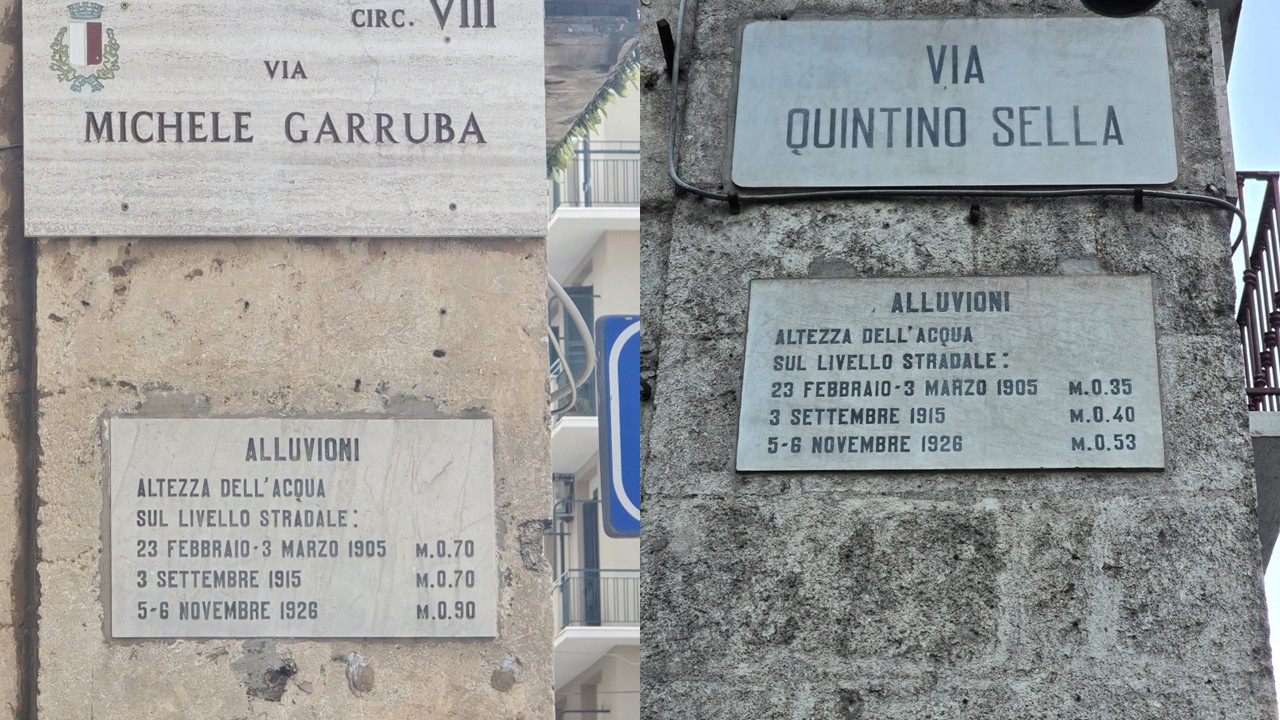 CIRC. VIII
VIA
MICHELE GARRUBA
ALLUVIONI
ALTEZZA DELL'ACQUA
SUL LIVELLO STRADALE:
23 FEBBRAIO-3 MARZO 1905 M.0.70
3 SETTEMBRE 1915 M.0.70
5-6 NOVEMBRE 1926 M.0.90
VIA
QUINTINO SELLA
ALLUVIONI
ALTEZZA DELL'ACQUA
SUL LIVELLO STRADALE:
23 FEBBRAIO-3 MARZO 1905 M.0.35
3 SETTEMBRE 1915 M.0.40
5-6 NOVEMBRE 1926 M.0.53